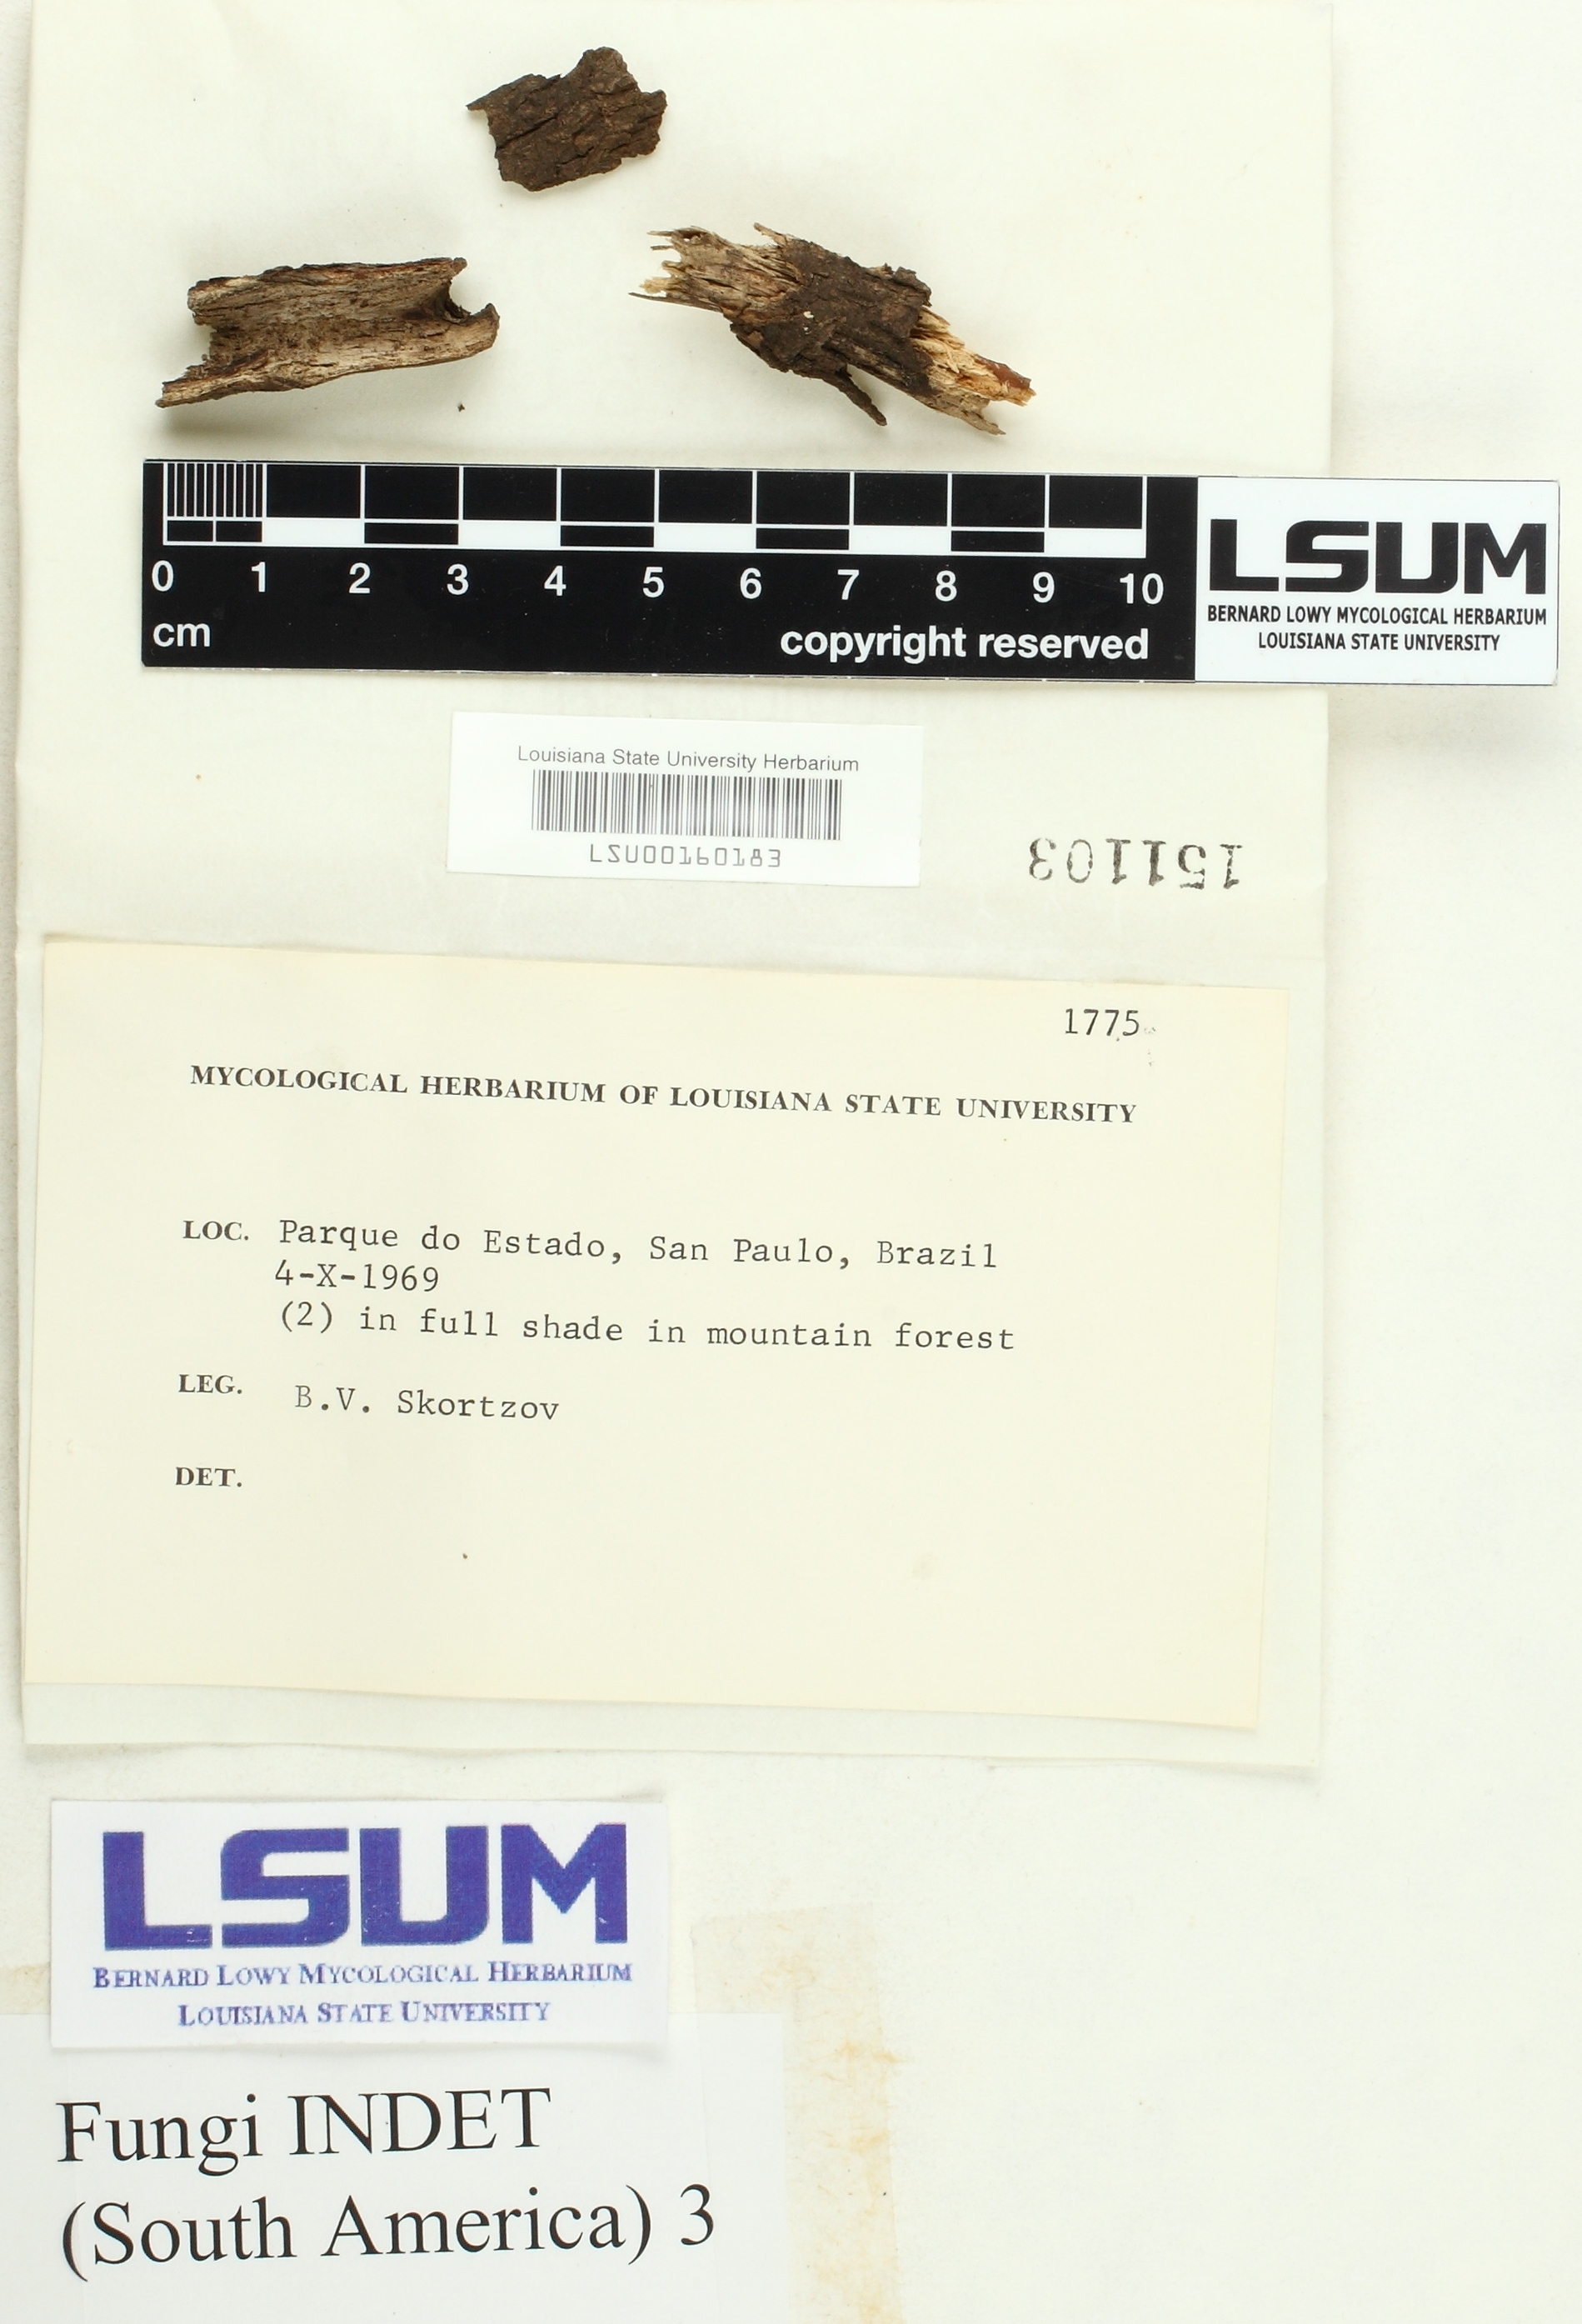 0 1 2 3 4 5 6 7 8 9 10
cm
copyright reserved
LSUM
BERNARD LOWY MYCOLOGICAL HERBARIUM
LOUISIANA STATE UNIVERSITY
Louisiana State University Herbarium
LSU00160183
151103
1775
MYCOLOGICAL HERBARIUM OF LOUISIANA STATE UNIVERSITY
LOC. Parque do Estado, San Paulo, Brazil
4-X-1969
(2) in full shade in mountain forest
LEG. B.V. Skortzov
DET.
LSUM
BERNARD LOWY MYCOLOGICAL HERBARIUM
LOUISIANA STATE UNIVERSITY
Fungi INDET
(South America) 3